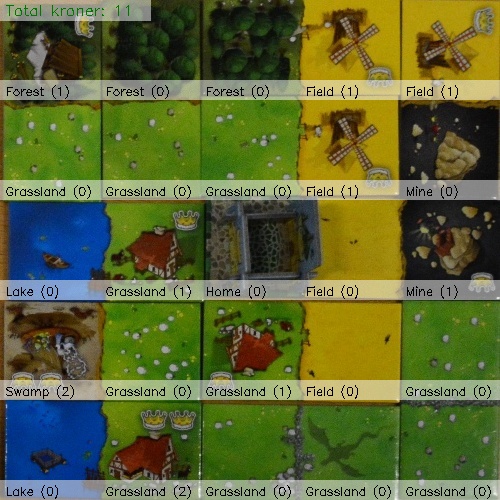 Total kroner: 11
Forest (1) Forest (0) Forest (0) Field (1) Field (1)
Grassland (0) Grassland (0) Grassland (0) Field (1) Mine (0)
Lake (0) Grassland (1) Home (0) Field (0) Mine (1)
Swamp (2) Grassland (0) Grassland (1) Field (0) Grassland (0)
Lake (0) Grassland (2) Grassland (0) Grassland (0) Grassland (0)